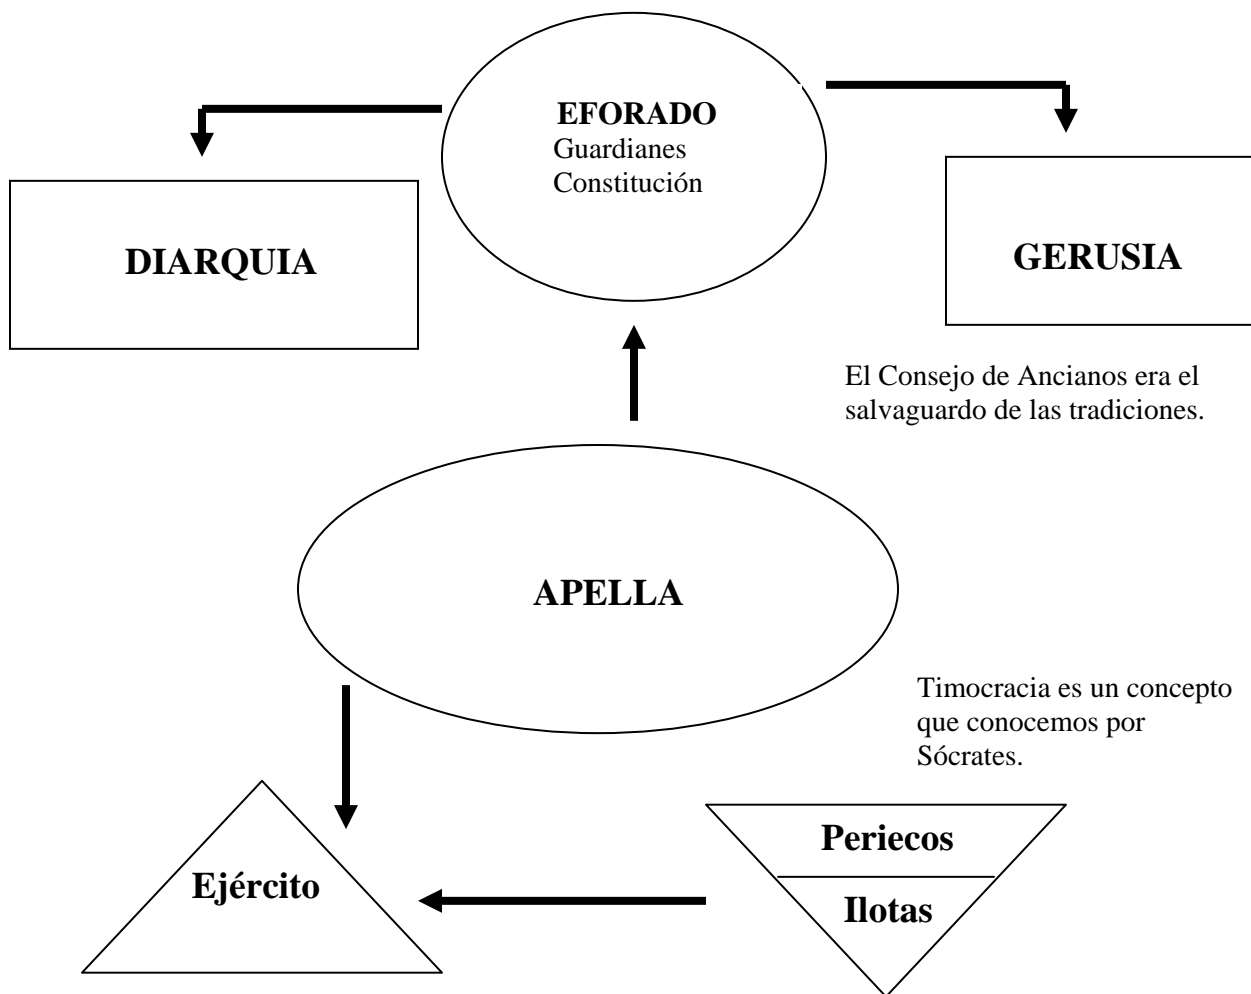 EFORADO
Guardianes
Constitución
DIARQUIA
GERUSIA
El Consejo de Ancianos era el
salvaguardo de las tradiciones.
APELLA
Timocracia es un concepto
que conocemos por
Sócrates.
Periecos
Ejército
Ilotas